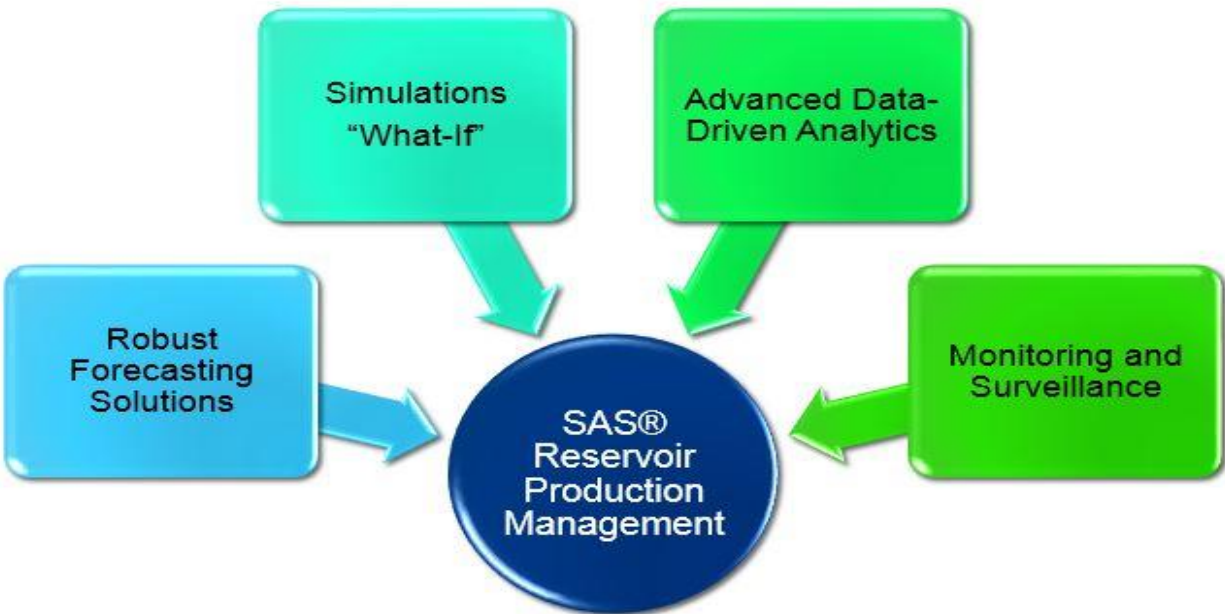 Simulations
“What-If”
Advanced Data-
Driven Analytics
Robust
Forecasting
Solutions
Monitoring and
Surveillance
SAS®
Reservoir
Production
Management